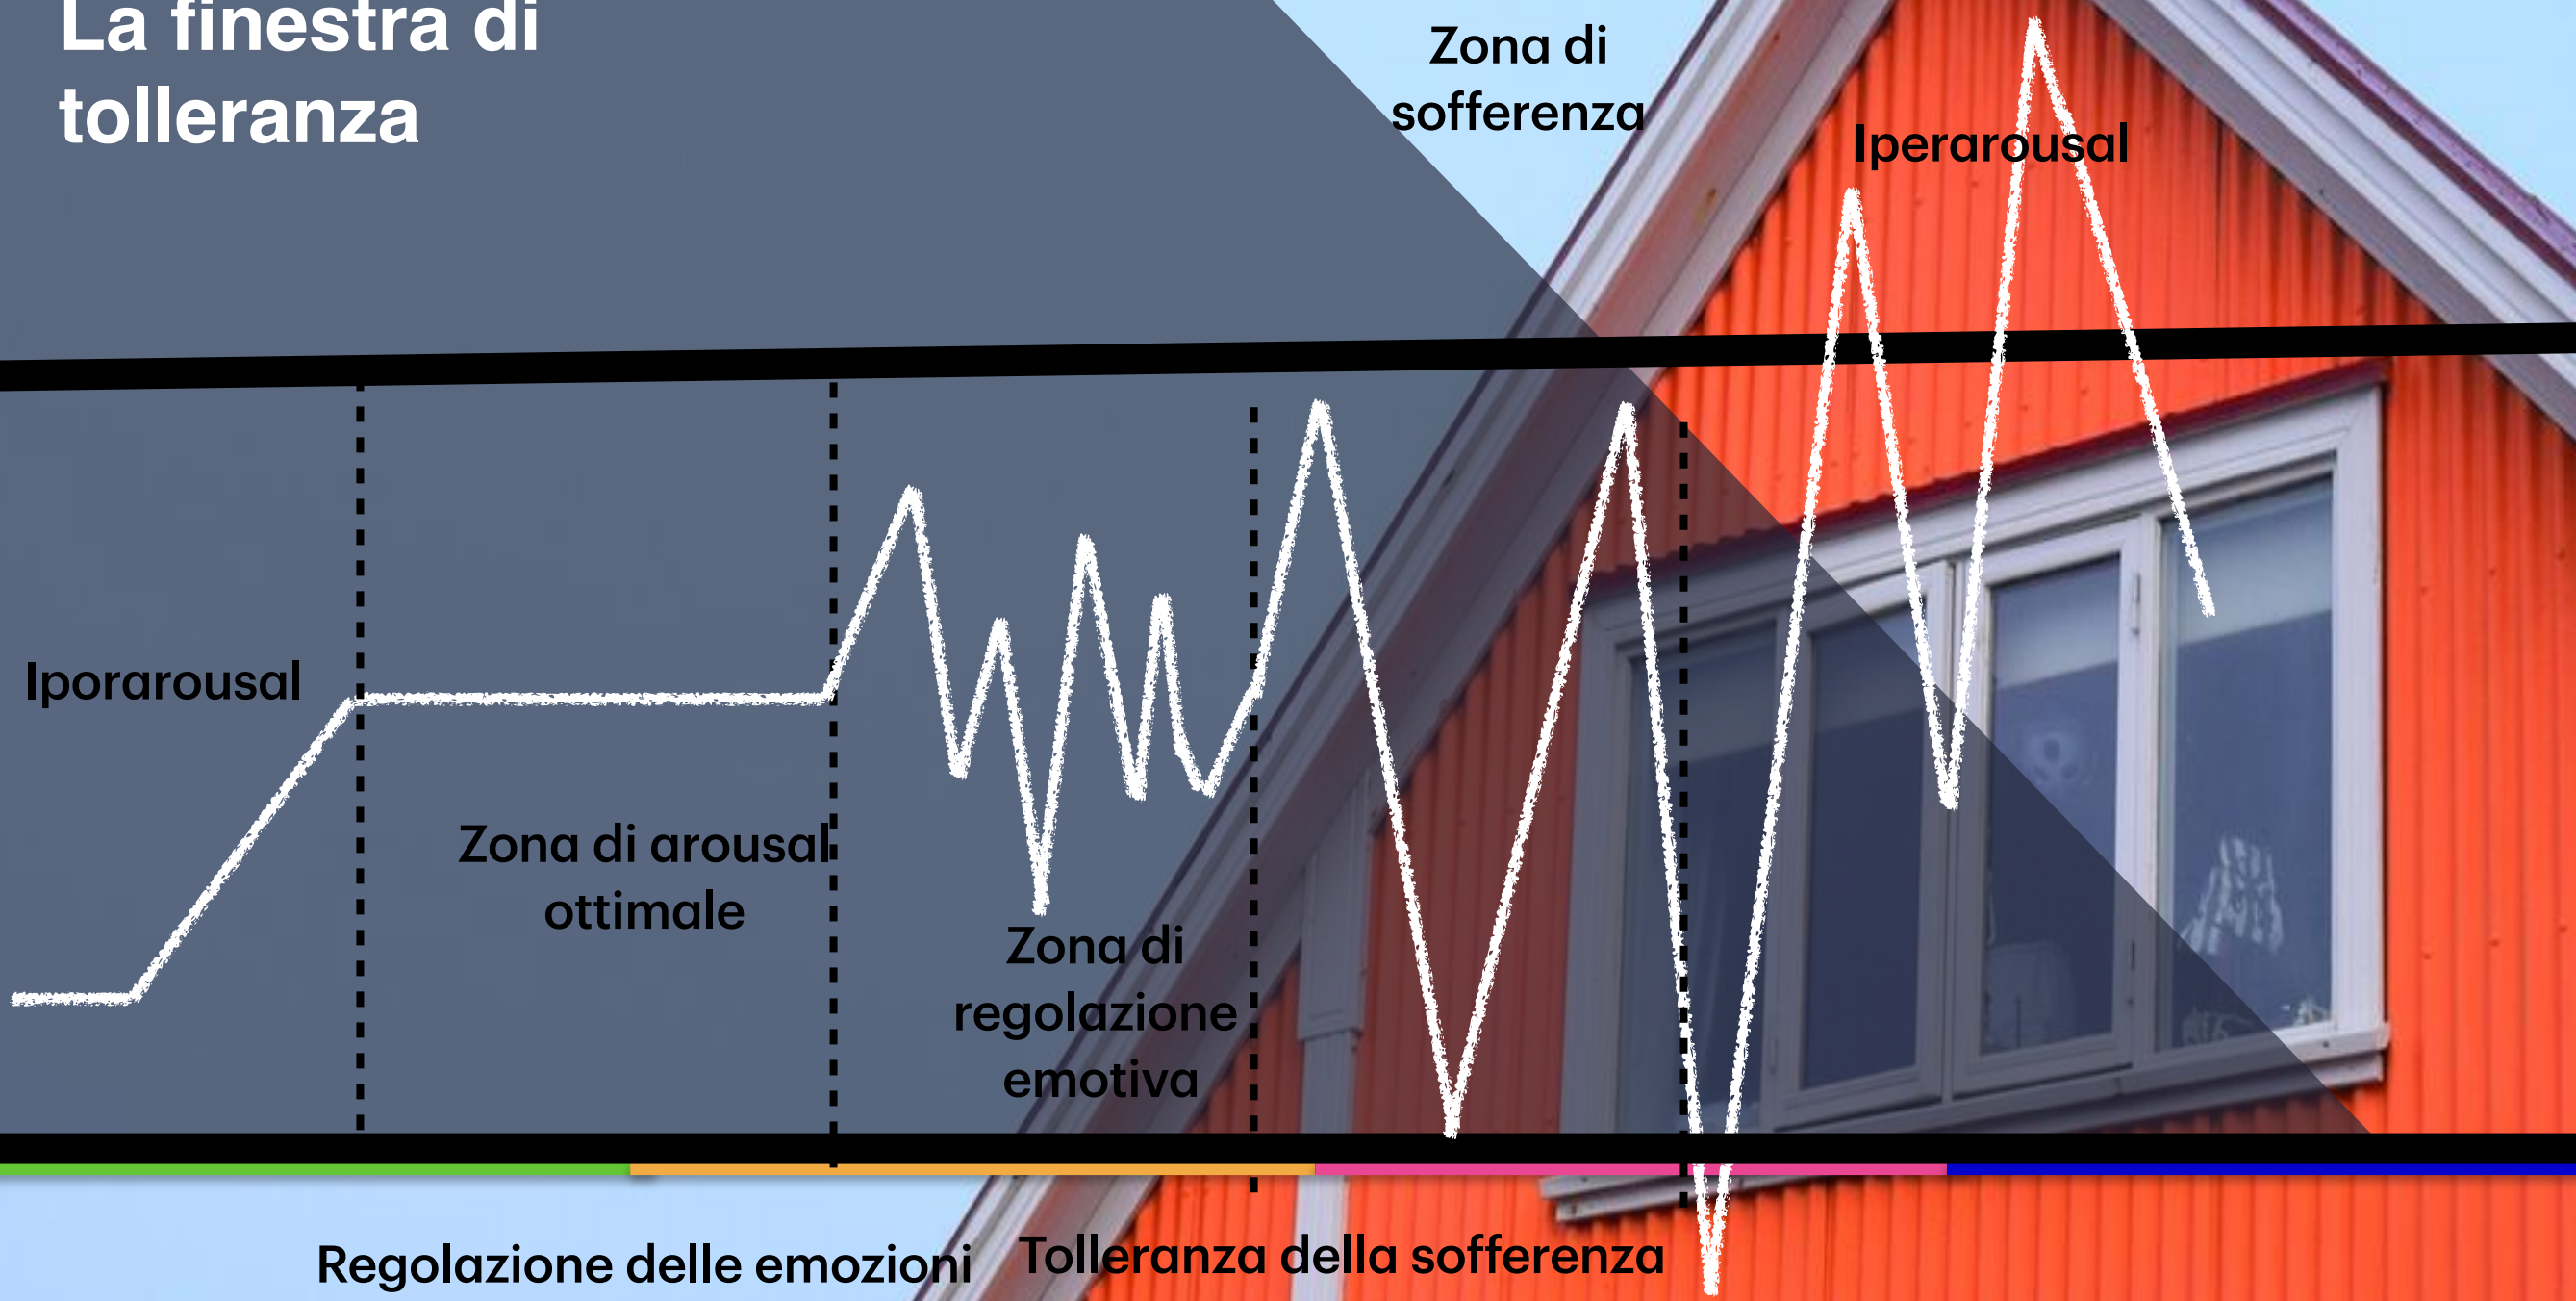 La finestra di
tolleranza
Zona di
sofferenza
Iperarousal
Iporarousal
Zona di arousal
ottimale
Zona di
regolazione
emotiva
Regolazione delle emozioni
Tolleranza della sofferenza